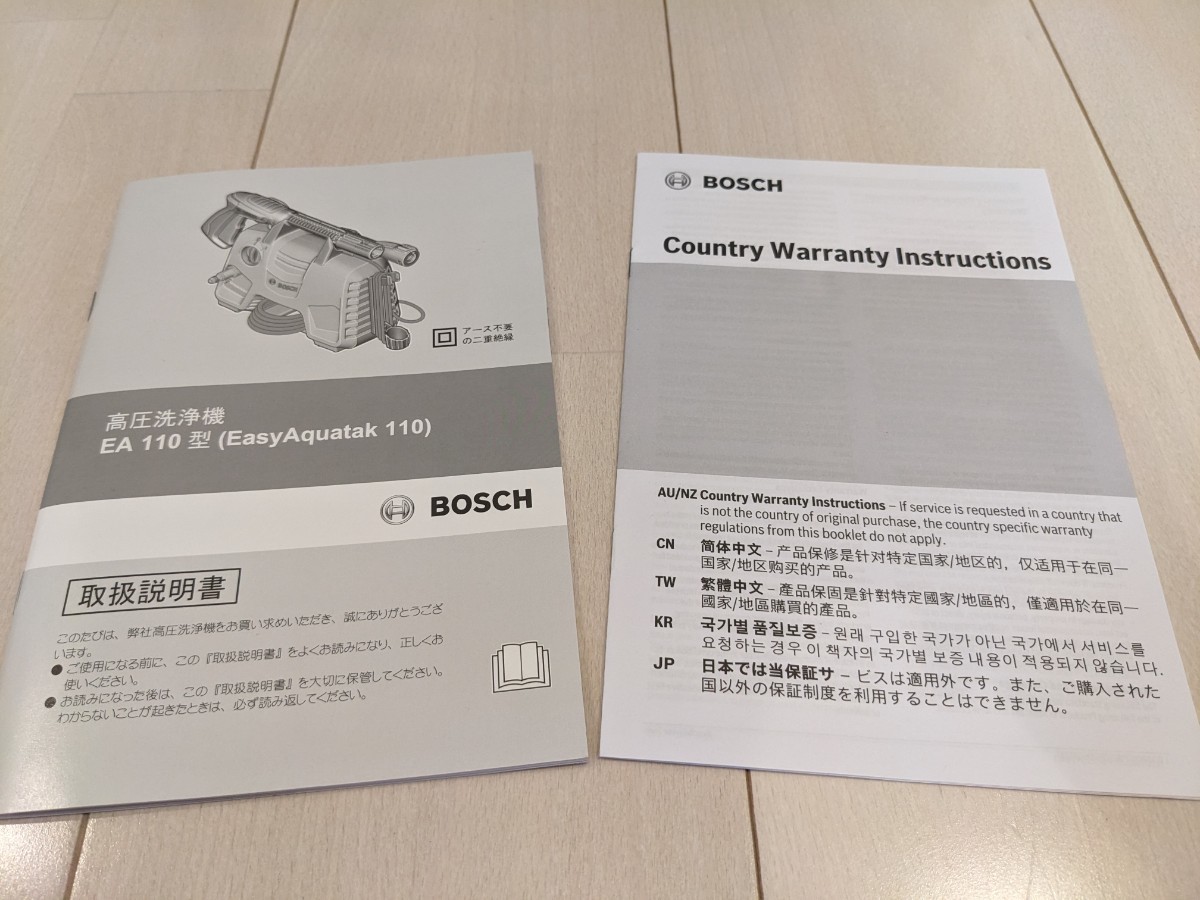 BOSCH
アース不要
の二重絶縁
高圧洗浄機
EA 110 型 (EasyAquatak 110)
BOSCH
取扱説明書
このたびは、弊社高圧洗浄機をお買い求めいただき、誠にありがとうござ
います。
● ご使用になる前に、この『取扱説明書』をよくお読みになり、正しくお
使いください。
● お読みになった後は、この『取扱説明書』を大切に保管してください。
わからないことが起きたときは、必ず読み返してください。
BOSCH
Country Warranty Instructions
AU/NZ Country Warranty Instructions – If service is requested in a country that
is not the country of original purchase, the country specific warranty
regulations from this booklet do not apply.
CN 简体中文 – 产品保修是针对特定国家/地区的，仅适用于在同一
国家/地区购买的产品。
TW 繁體中文 – 產品保固是針對特定國家/地區的，僅適用於在同一
國家/地區購買的產品。
KR 국가별 품질보증 – 원래 구입한 국가가 아닌 국가에서 서비스를
요청하는 경우 이 책자의 국가별 보증 내용이 적용되지 않습니다.
JP 日本では当保証サ – ビスは適用外です。また、ご購入された
国以外の保証制度を利用することはできません。